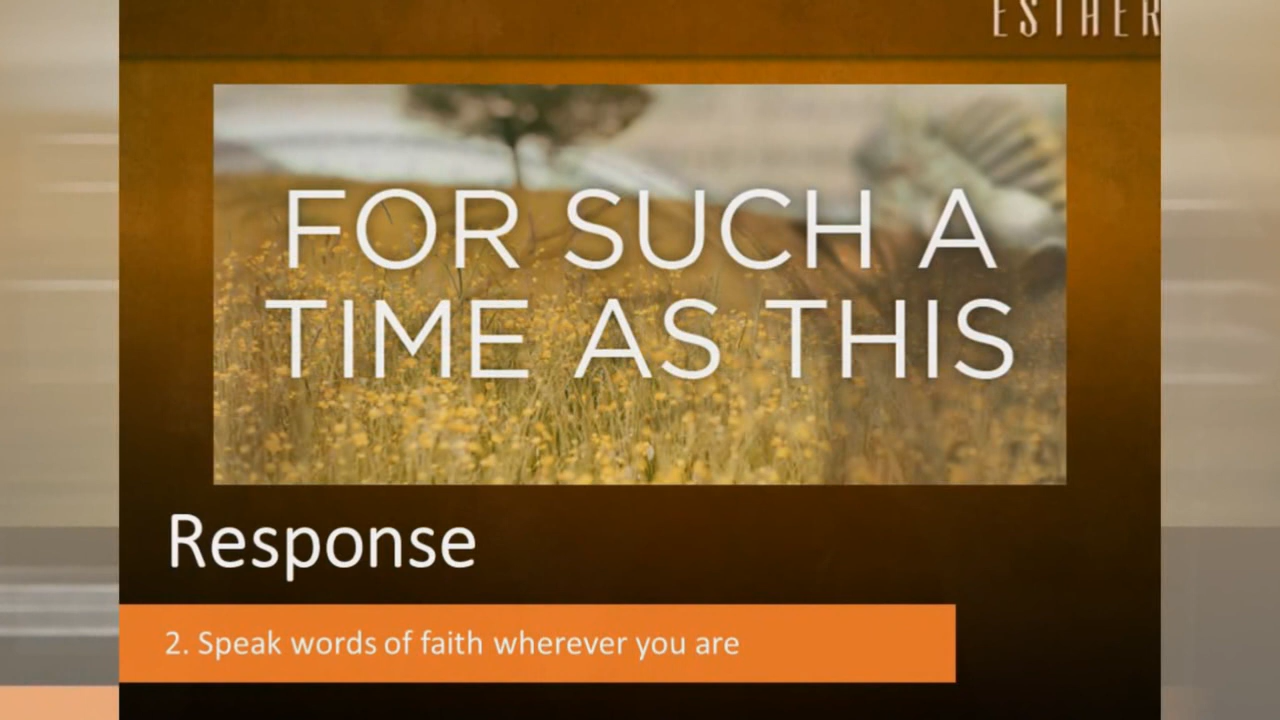 ESTHER
FOR SUCH A
TIME AS THIS
Response
2. Speak words of faith wherever you are